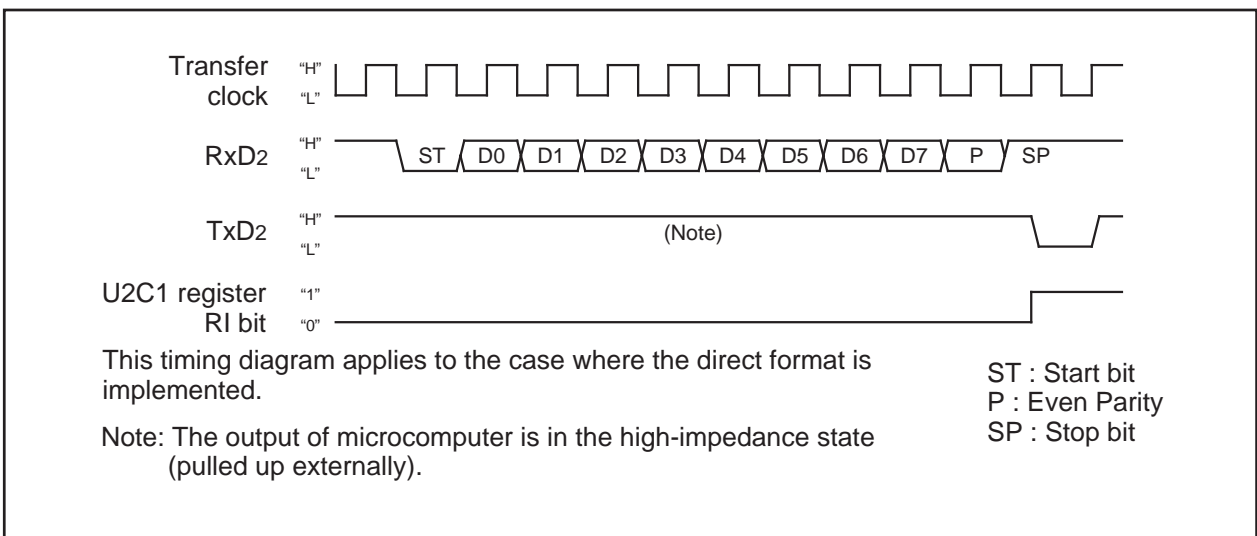 Transfer clock
“H”
“L”
RxD2
“H”
“L”
ST D0 D1 D2 D3 D4 D5 D6 D7 P SP
TxD2
“H”
“L”
(Note)
U2C1 register
RI bit
“1”
“0”
This timing diagram applies to the case where the direct format is
implemented.
Note: The output of microcomputer is in the high-impedance state
(pulled up externally).
ST : Start bit
P : Even Parity
SP : Stop bit